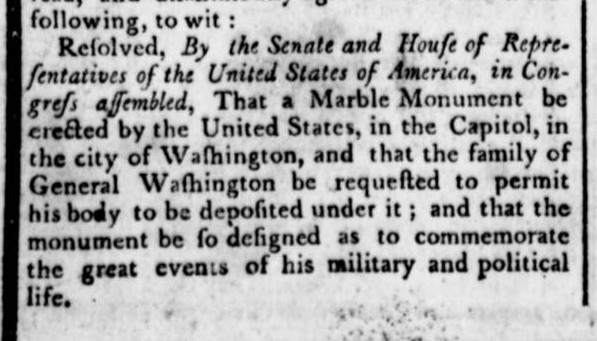 following, to wit :
Reſolved, By the Senate and Houſe of Repre-
ſentatives of the United States of America, in Con-
greſs aſſembled, That a Marble Monument be
erected by the United States, in the Capitol, in
the city of Waſhington, and that the family of
General Waſhington be requeſted to permit
his body to be depoſited under it ; and that the
monument be ſo deſigned as to commemorate
the great events of his military and political
life.